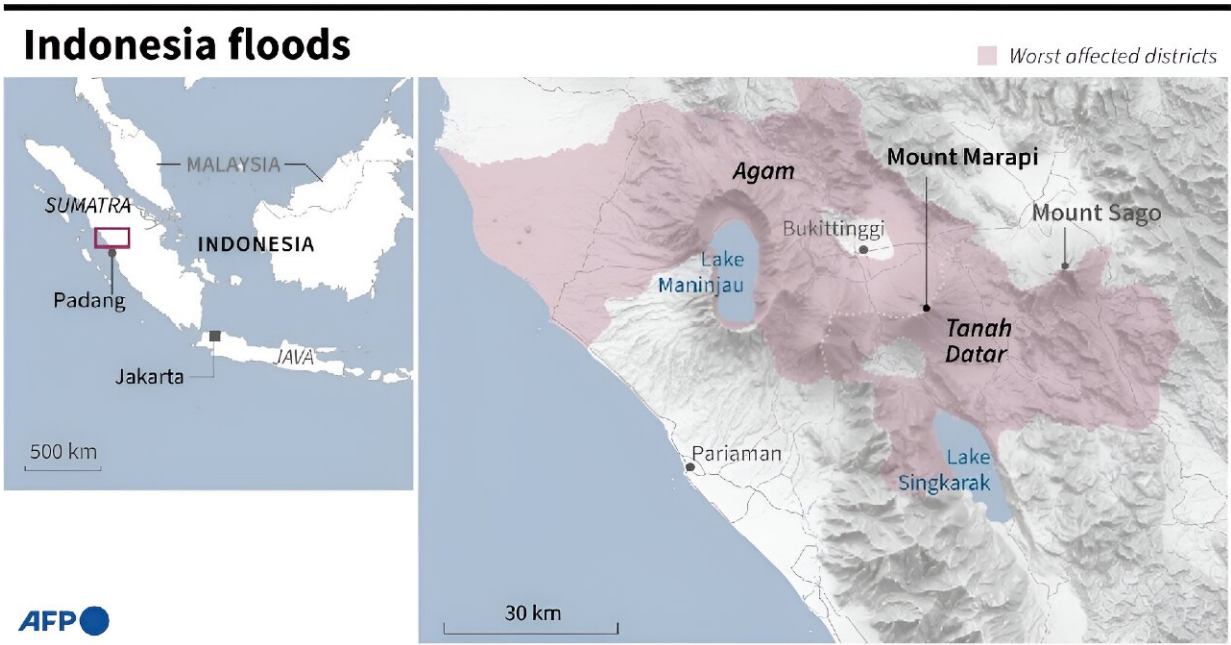 Indonesia floods
Worst affected districts
MALAYSIA
SUMATRA
INDONESIA
Padang
JAVA
Jakarta
500 km
Agam
Mount Marapi
Mount Sago
Bukittinggi
Lake
Maninjau
Tanah
Datar
Pariaman
Lake
Singkarak
30 km
AFP